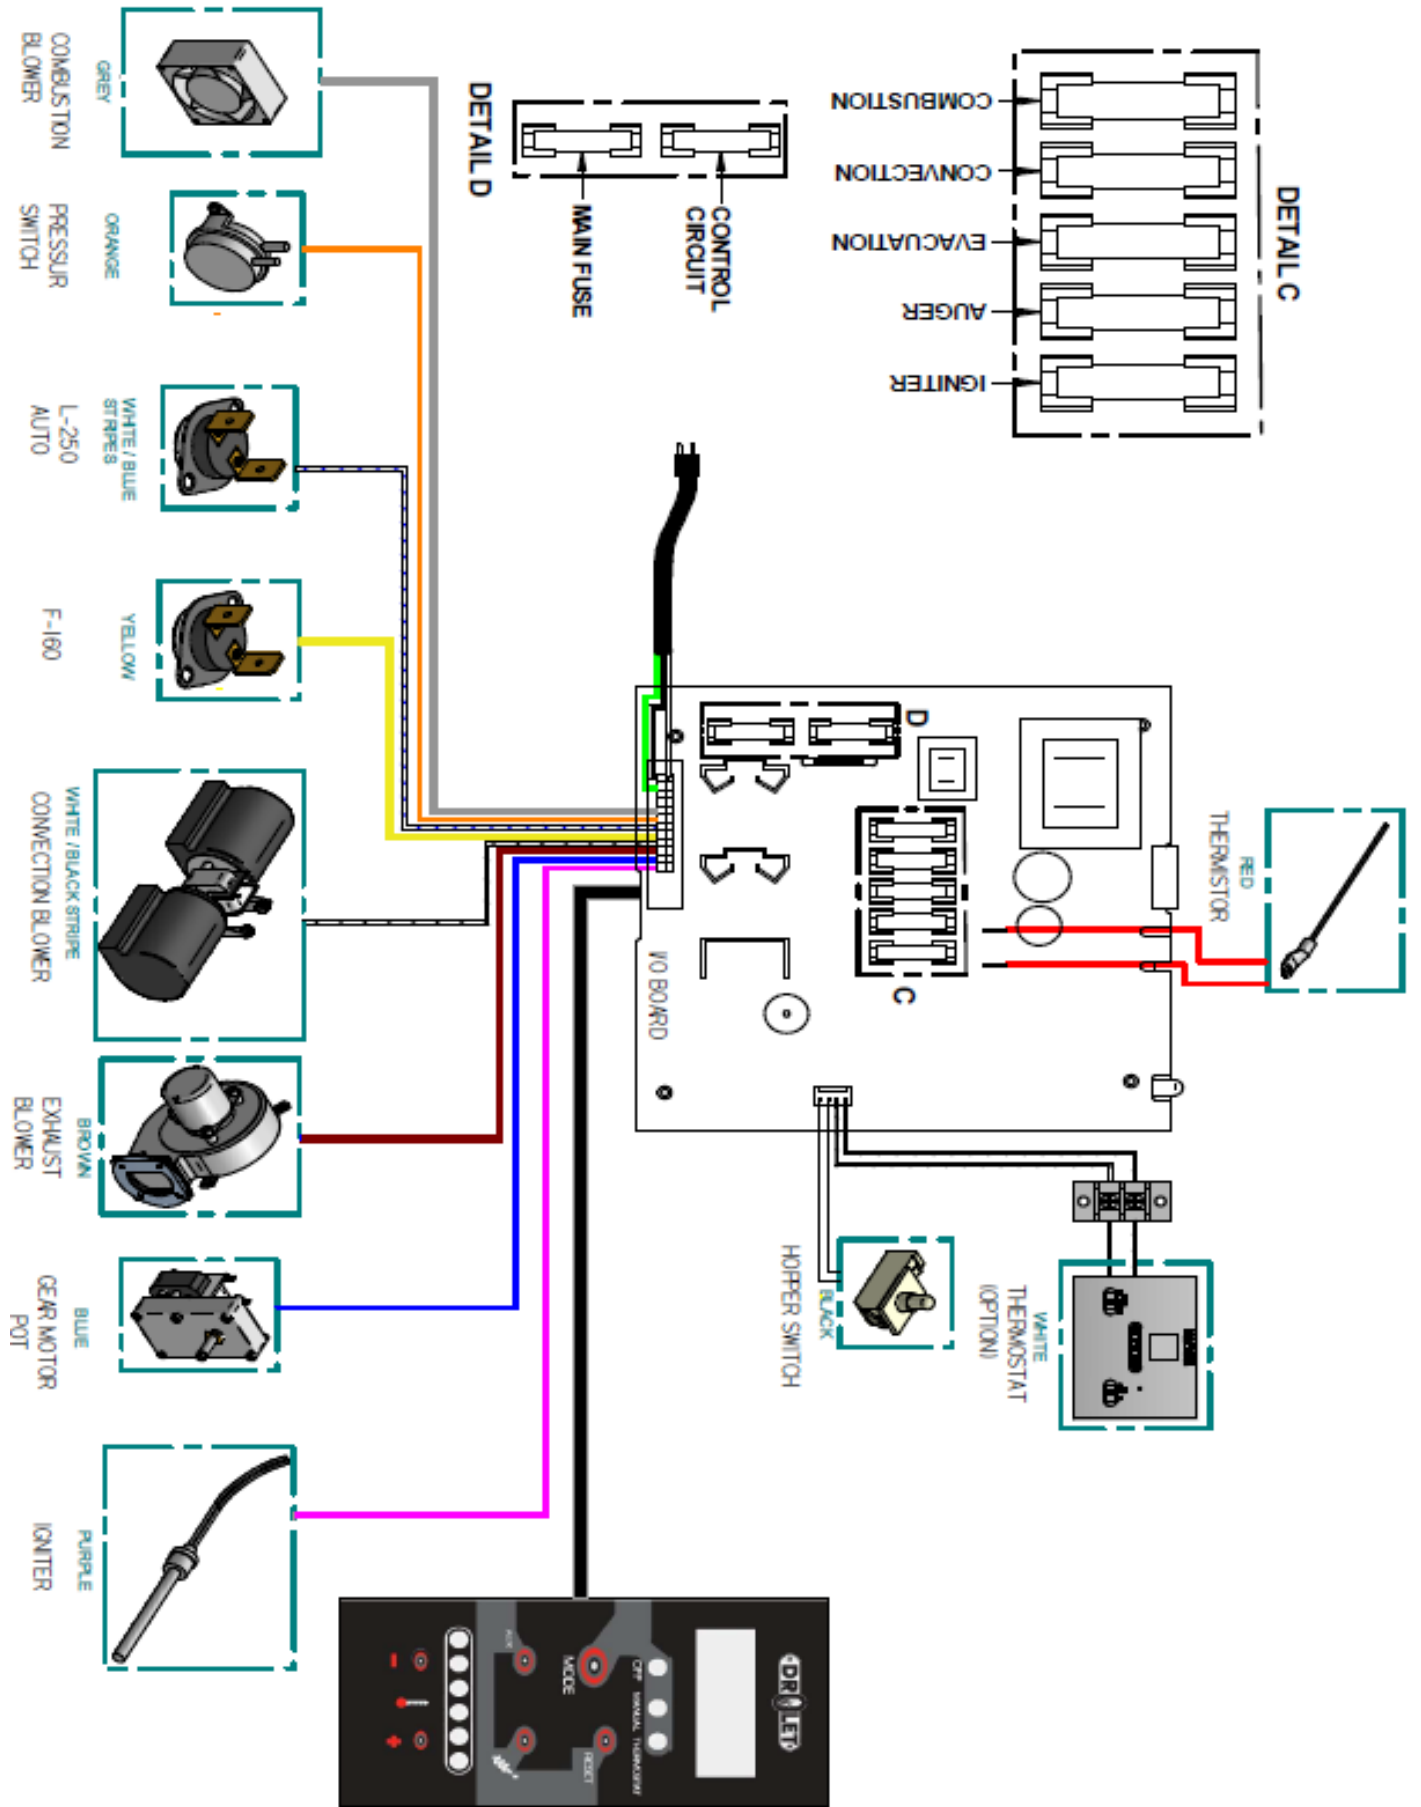 DETAIL C
COMBUSTION
CONVECTION
EVACUATION
AUGER
IGNITER
DETAIL D
CONTROL
CIRCUIT
MAIN FUSE
GREY
COMBUSTION
BLOWER
ORANGE
PRESSUR
SWITCH
WHITE / BLUE
STRIPES
L-250
AUTO
YELLOW
F-160
WHITE / BLACK STRIPE
CONVECTION BLOWER
BROWN
EXHAUST
BLOWER
BLUE
GEAR MOTOR
POT
PURPLE
IGNITER
D
C
I/O BOARD
RED
THERMISTOR
BLACK
HOPPER SWITCH
WHITE
THERMOSTAT
(OPTION)
DROLET
OFF MANUAL THERMOSTAT
MODE
RESET
AUX
- +